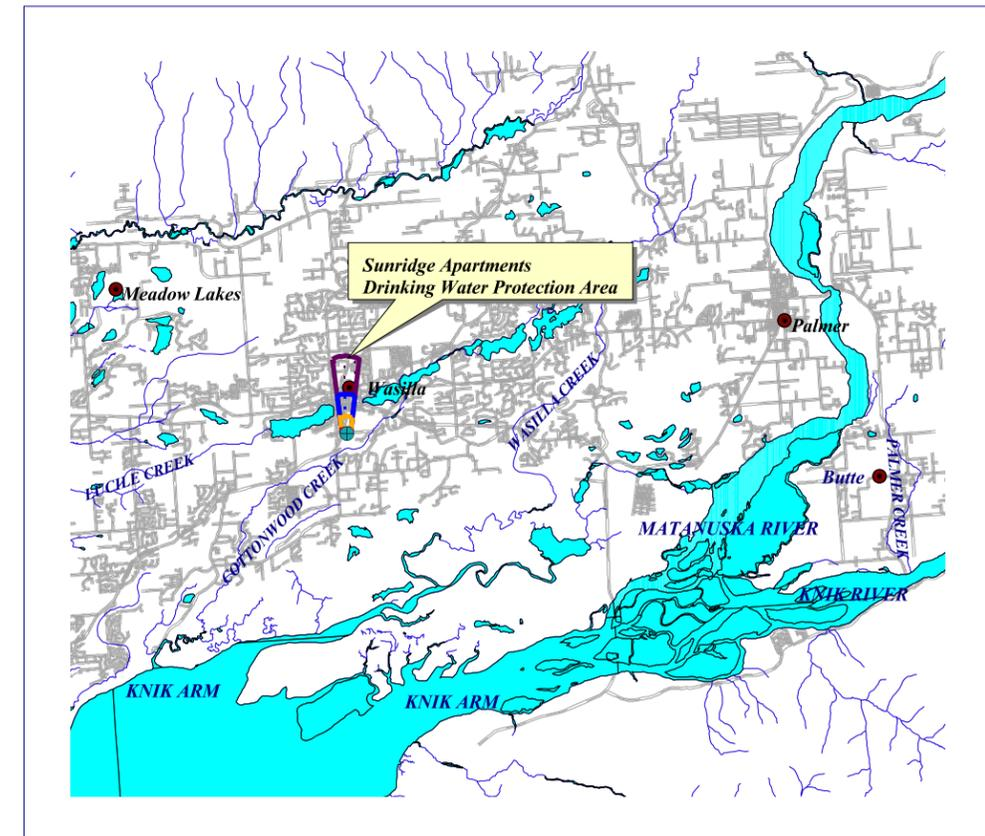 Sunridge Apartments
Drinking Water Protection Area
Meadow Lakes
Palmer
Wasilla
WASILLA CREEK
LUCILE CREEK
COTTONWOOD CREEK
Butte
PALMER CREEK
MATANUSKA RIVER
KNIK RIVER
KNIK ARM
KNIK ARM